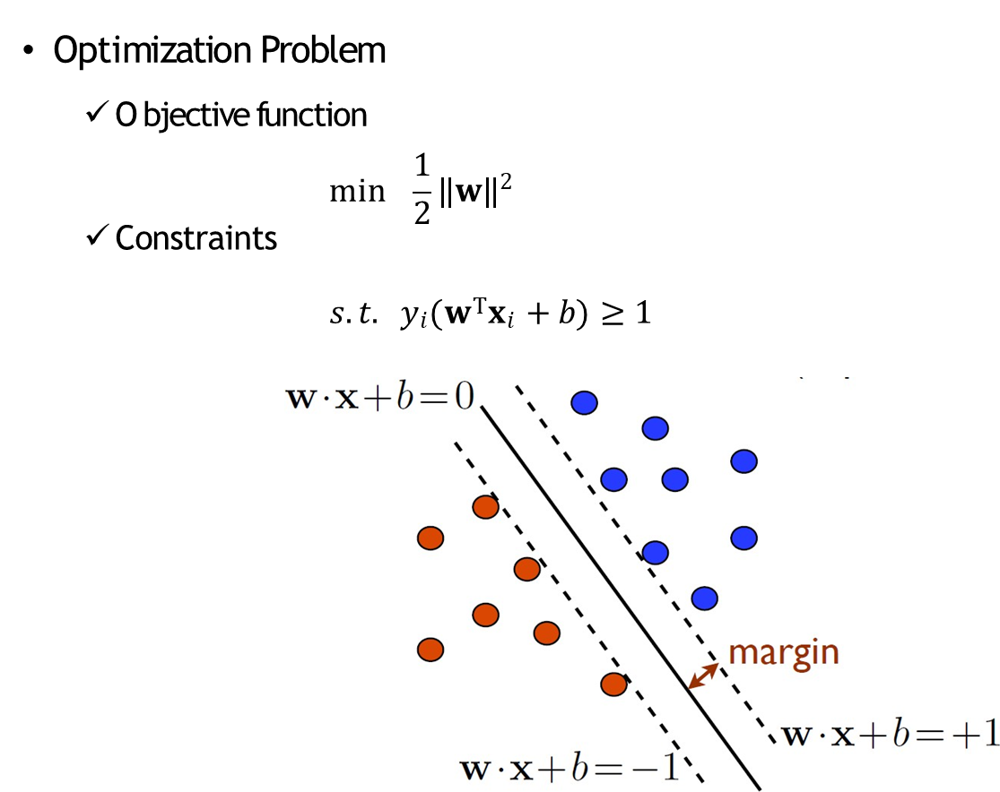 • Optimization Problem
✓ O bjective function
min 1/2 ‖w‖²
✓ Constraints
s.t. yᵢ(wᵀxᵢ + b) ≥ 1
w·x+b=0
margin
w·x+b=+1
w·x+b=−1